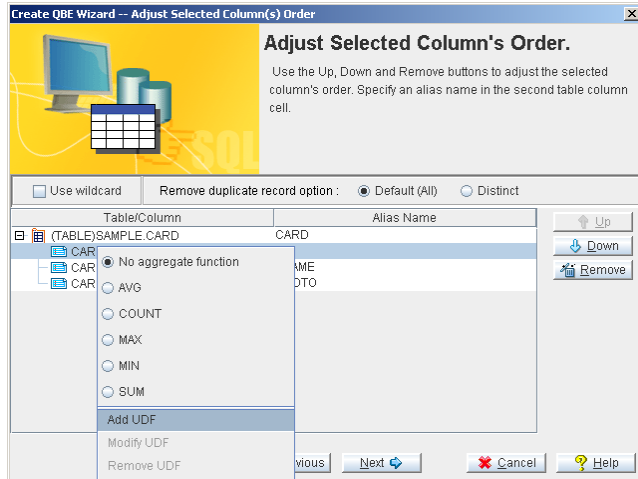 Create QBE Wizard -- Adjust Selected Column(s) Order
Adjust Selected Column's Order.
Use the Up, Down and Remove buttons to adjust the selected
column's order. Specify an alias name in the second table column
cell.
SQL
Use wildcard
Remove duplicate record option :
Default (All)
Distinct
Table/Column
Alias Name
(TABLE)SAMPLE.CARD
CARD
CAR
CAR
CAR
No aggregate function
AVG
COUNT
MAX
MIN
SUM
Add UDF
Modify UDF
Remove UDF
Up
Down
Remove
Next
Cancel
Help